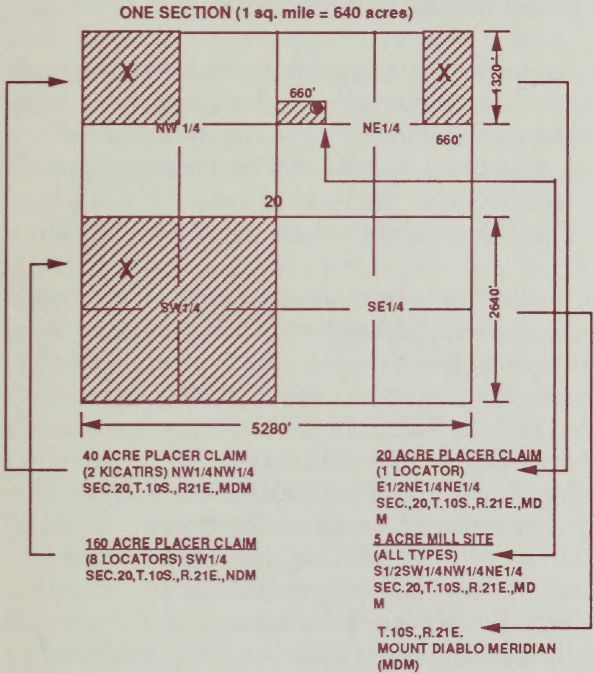 ONE SECTION (1 sq. mile = 640 acres)
X
X
660'
1320'
NW 1/4
NE1/4
660'
20
X
SW1/4
SE1/4
2640'
5280'
40 ACRE PLACER CLAIM
(2 KICATIRS) NW1/4NW1/4
SEC.20,T.10S.,R21E.,MDM
160 ACRE PLACER CLAIM
(8 LOCATORS) SW1/4
SEC.20,T.10S.,R.21E.,NDM
20 ACRE PLACER CLAIM
(1 LOCATOR)
E1/2NE1/4NE1/4
SEC.,20,T.10S.,R.21E.,MD
M
5 ACRE MILL SITE
(ALL TYPES)
S1/2SW1/4NW1/4NE1/4
SEC.20,T.10S.,R.21E.,MD
M
T.10S.,R.21E.
MOUNT DIABLO MERIDIAN
(MDM)